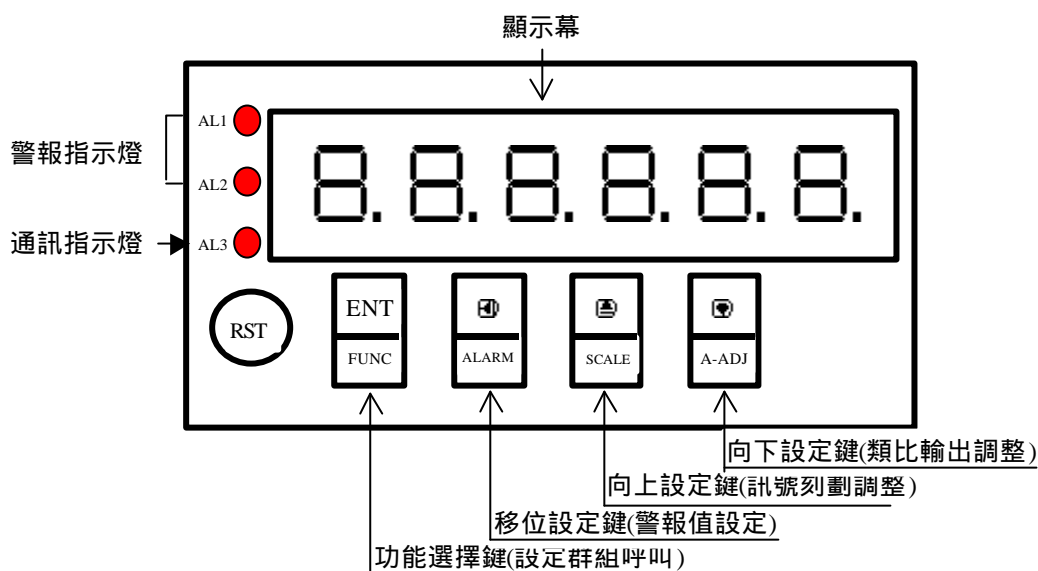 顯示幕
AL1
警報指示燈
AL2
通訊指示燈
AL3
8.8.8.8.8.8.
RST
ENT
FUNC
ALARM
SCALE
A-ADJ
向下設定鍵(類比輸出調整)
向上設定鍵(訊號刻劃調整)
移位設定鍵(警報值設定)
功能選擇鍵(設定群組呼叫)